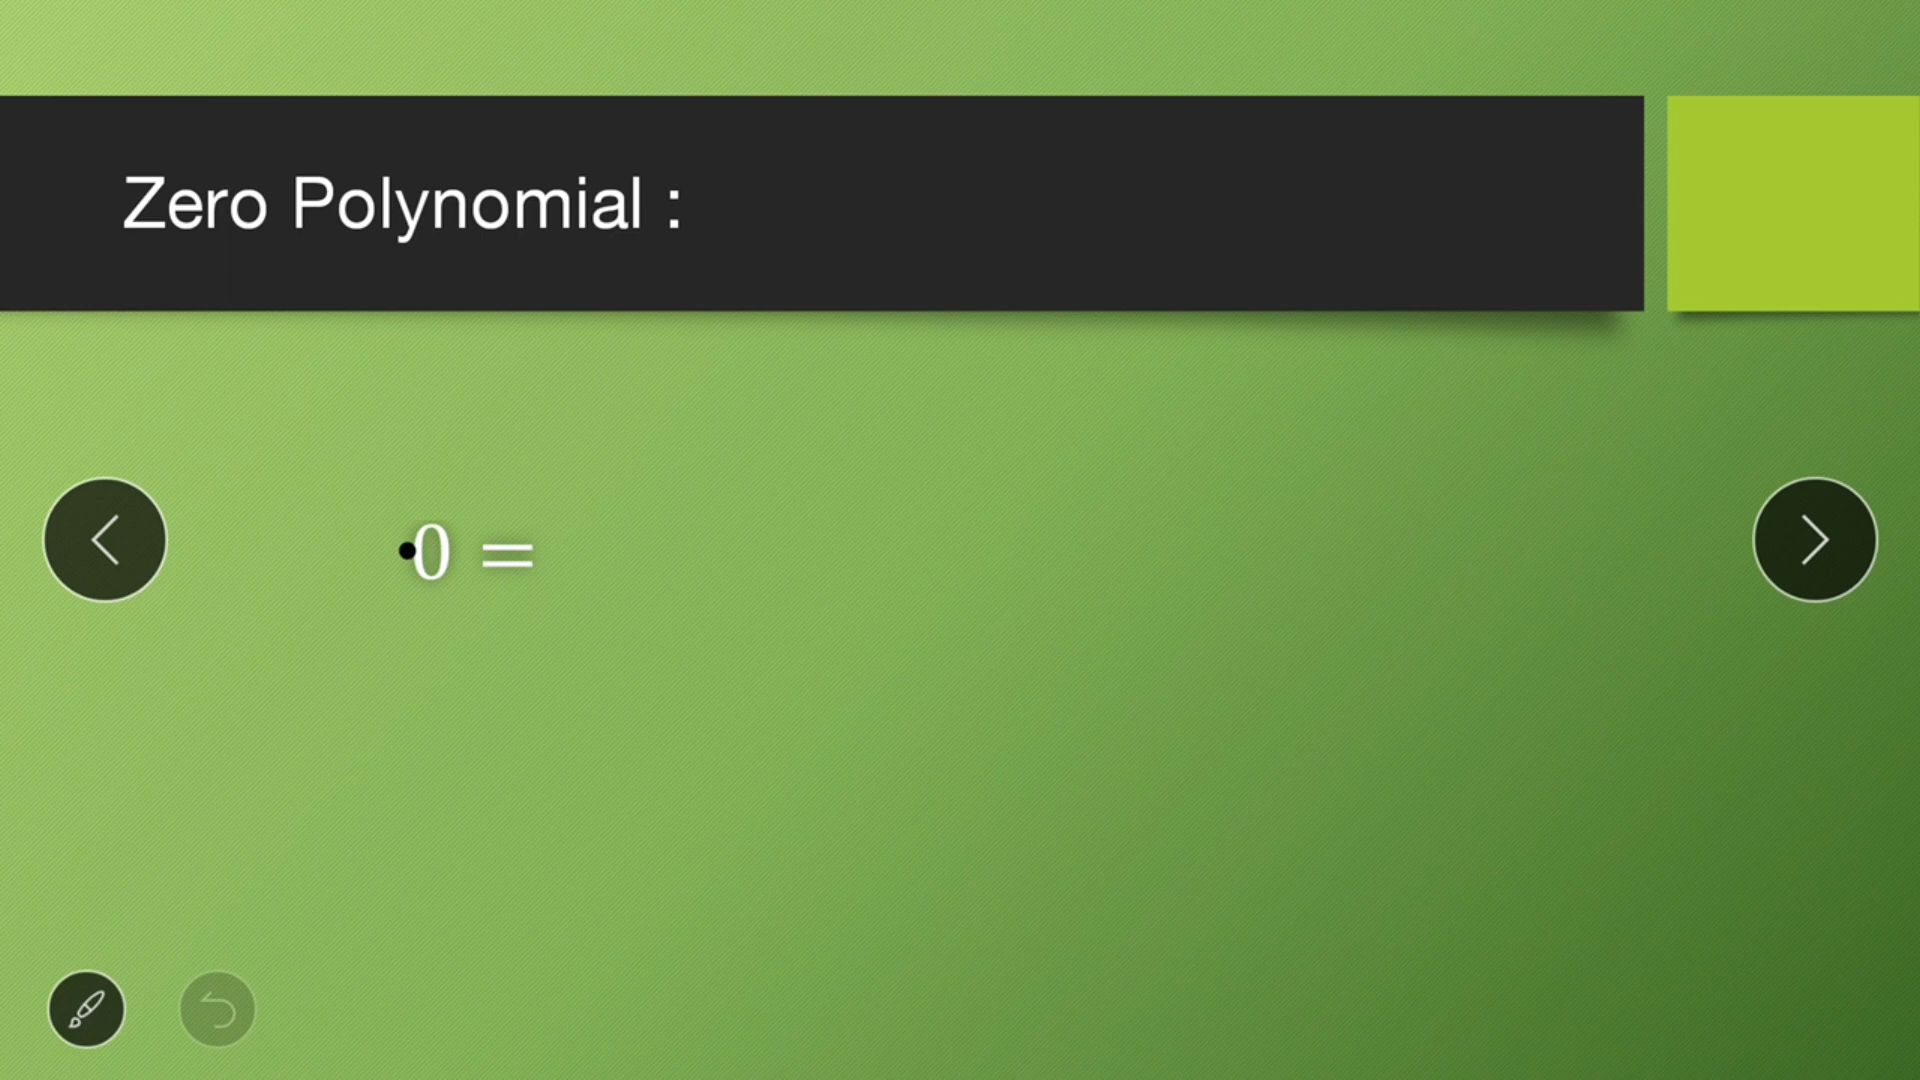 Zero Polynomial :
•0 =